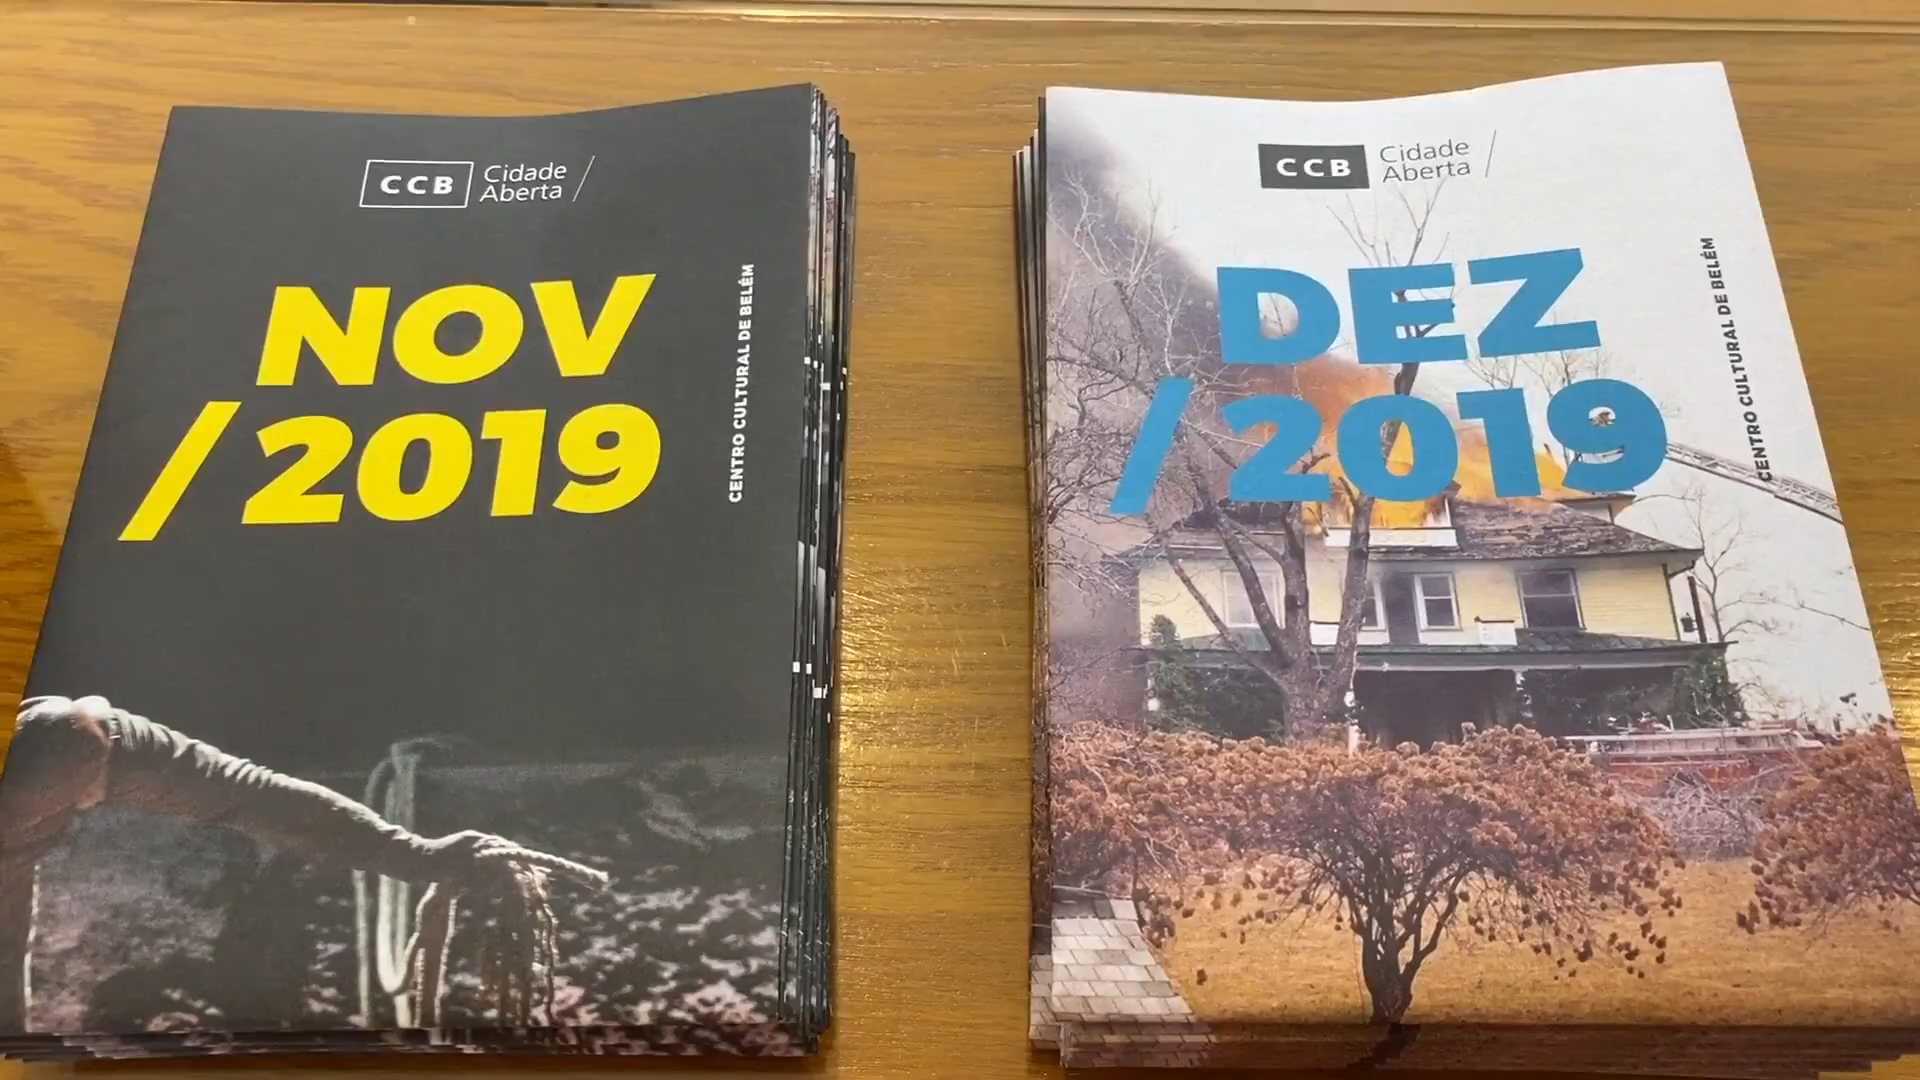 CCB Cidade
Aberta /
NOV
/2019
CENTRO CULTURAL DE BELÉM
CCB Cidade
Aberta /
DEZ
/2019
CENTRO CULTURAL DE BELÉM